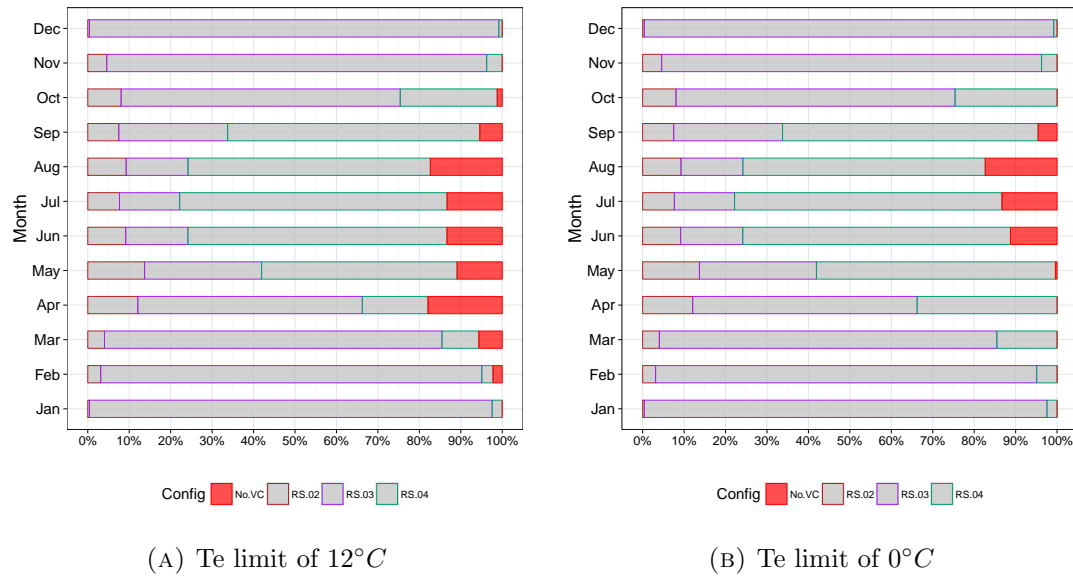 Month
Dec
Nov
Oct
Sep
Aug
Jul
Jun
May
Apr
Mar
Feb
Jan
0% 10% 20% 30% 40% 50% 60% 70% 80% 90% 100%
Config No.VC RS.02 RS.03 RS.04
(A) Te limit of 12°C
Month
Dec
Nov
Oct
Sep
Aug
Jul
Jun
May
Apr
Mar
Feb
Jan
0% 10% 20% 30% 40% 50% 60% 70% 80% 90% 100%
Config No.VC RS.02 RS.03 RS.04
(B) Te limit of 0°C